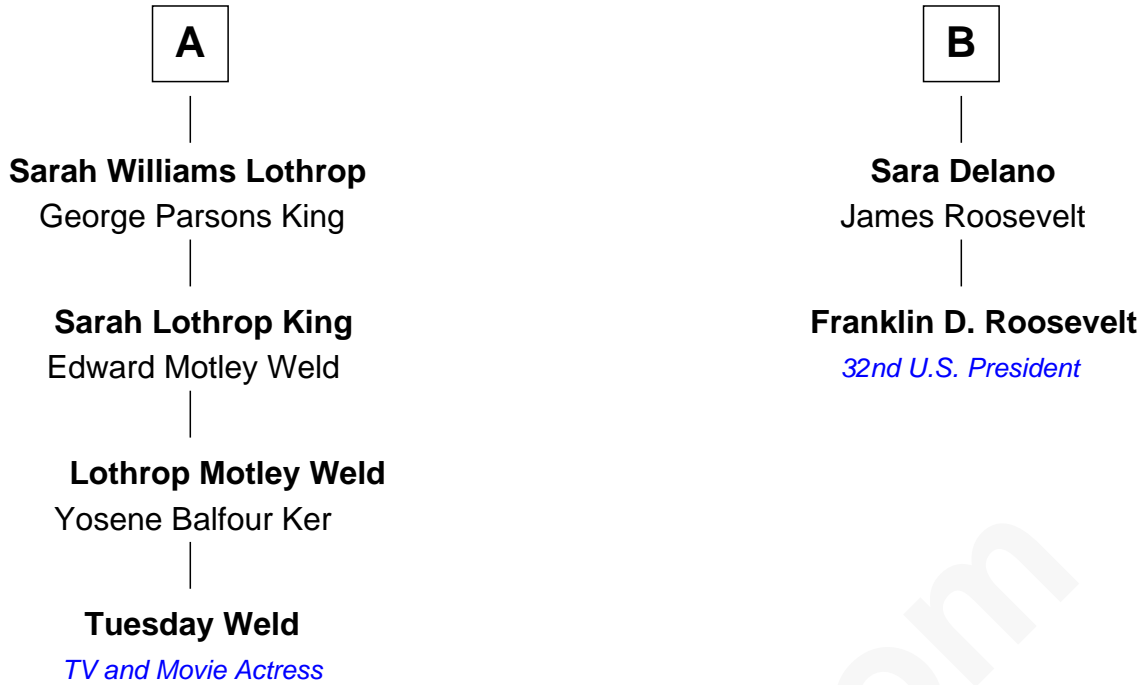 A
Sarah Williams Lothrop
George Parsons King
Sarah Lothrop King
Edward Motley Weld
Lothrop Motley Weld
Yosene Balfour Ker
Tuesday Weld
TV and Movie Actress
B
Sara Delano
James Roosevelt
Franklin D. Roosevelt
32nd U.S. President
om